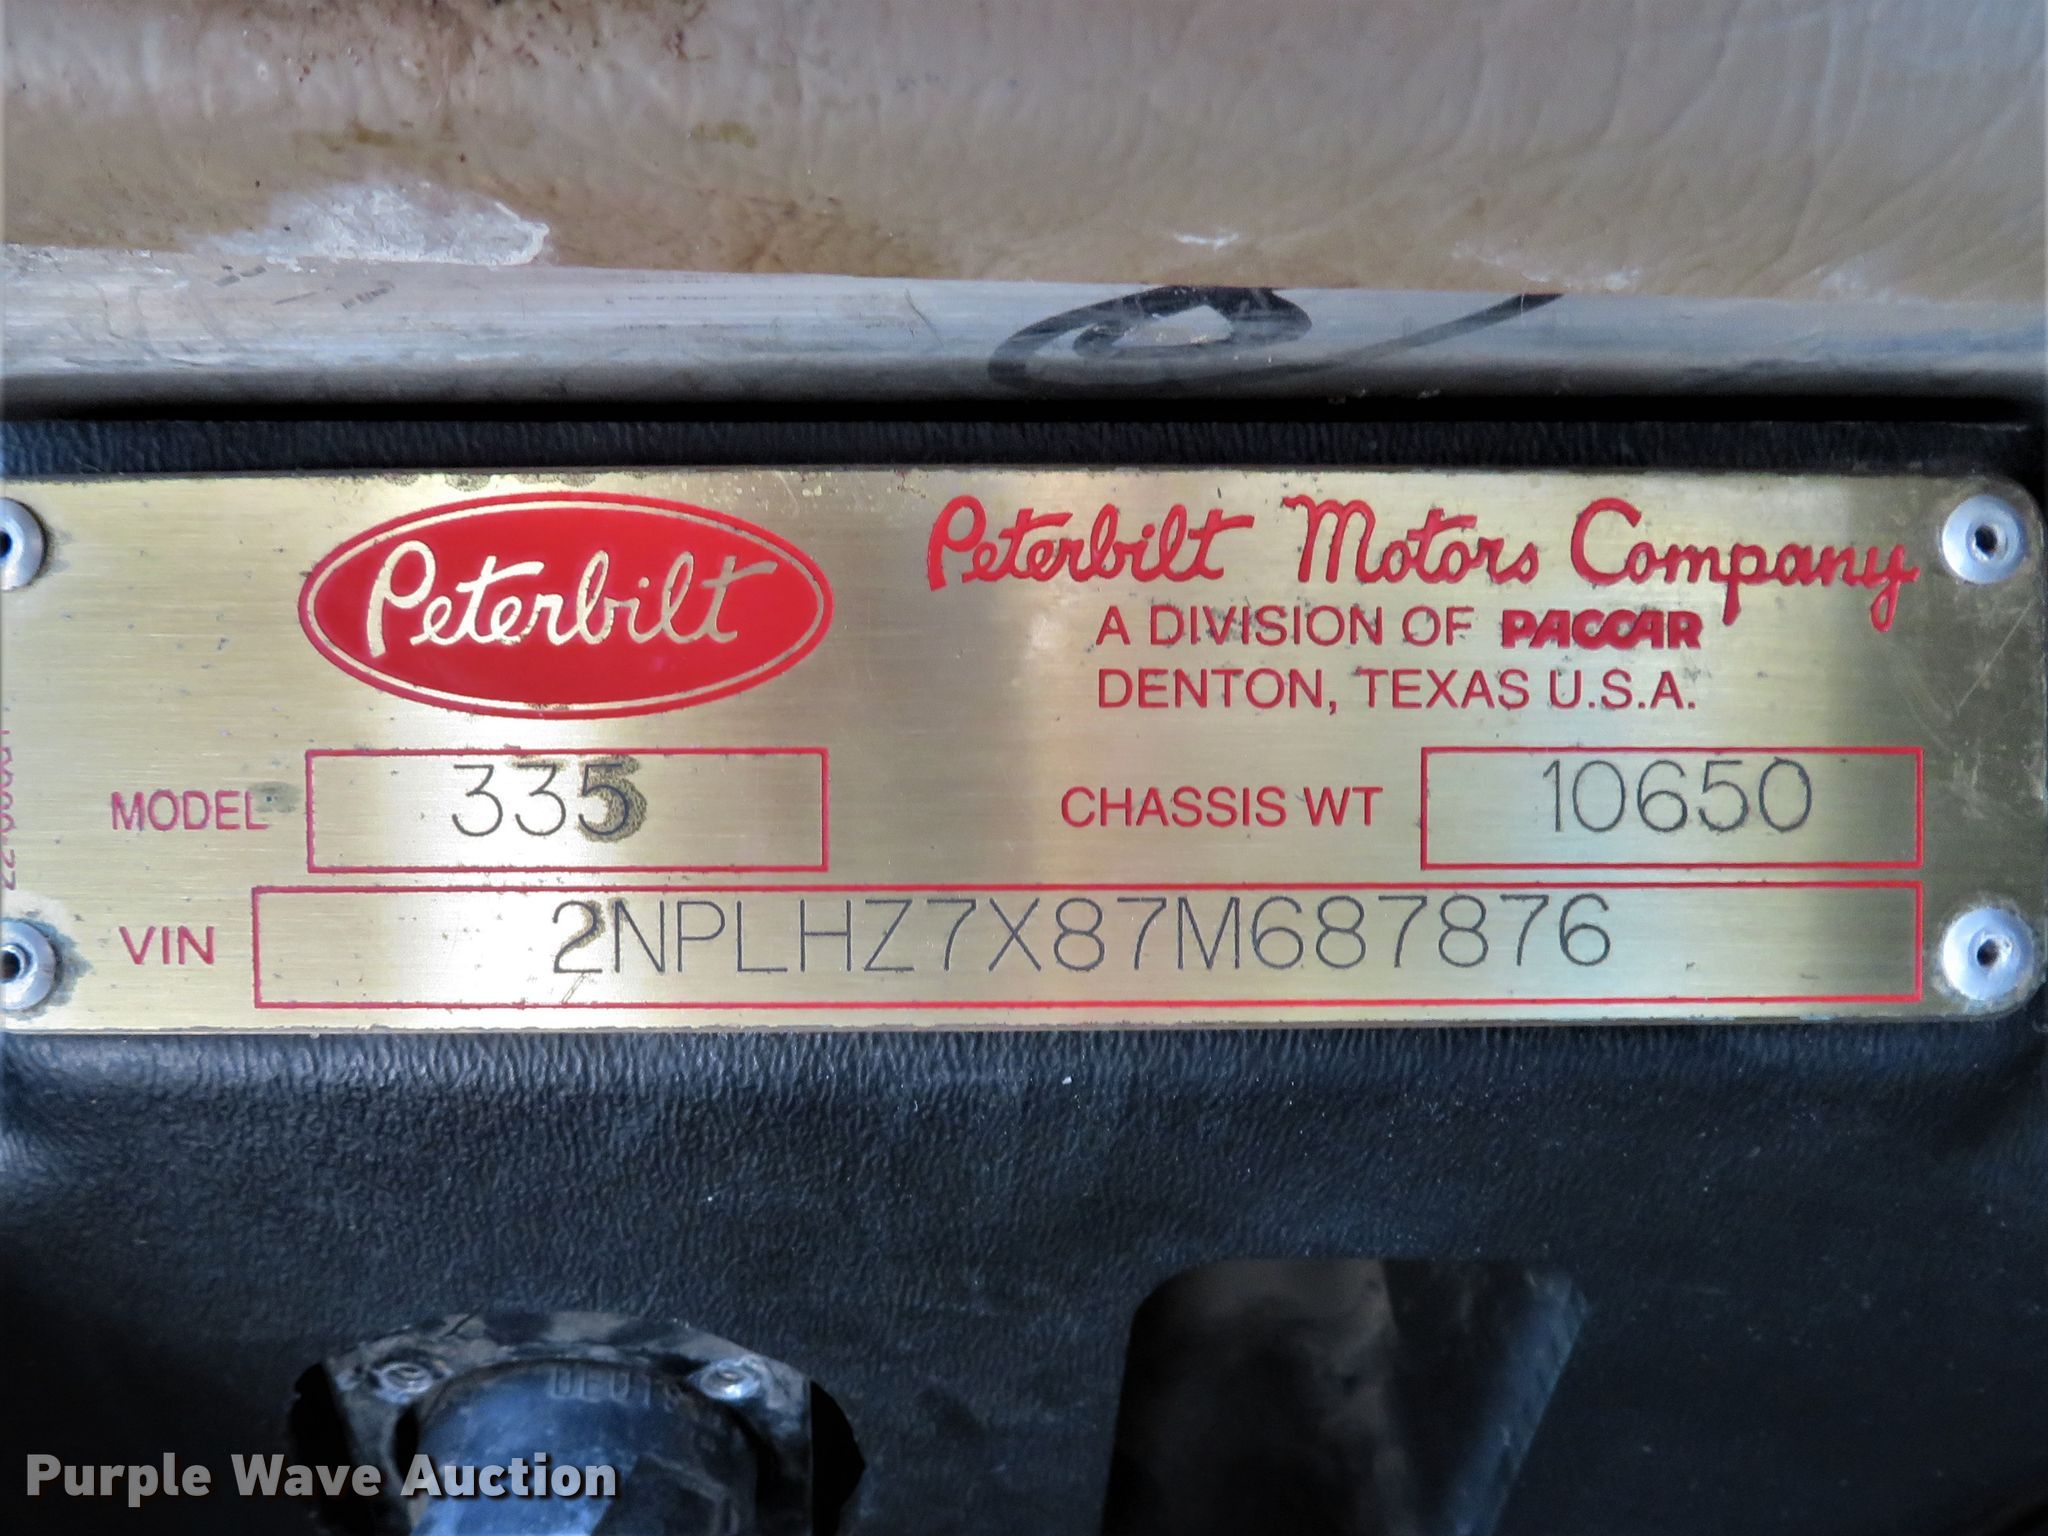 Peterbilt
Peterbilt Motors Company
A DIVISION OF PACCAR
DENTON, TEXAS U.S.A.
MODEL 335
CHASSIS WT 10650
VIN 2NPLHZ7X87M687876
Purple Wave Auction